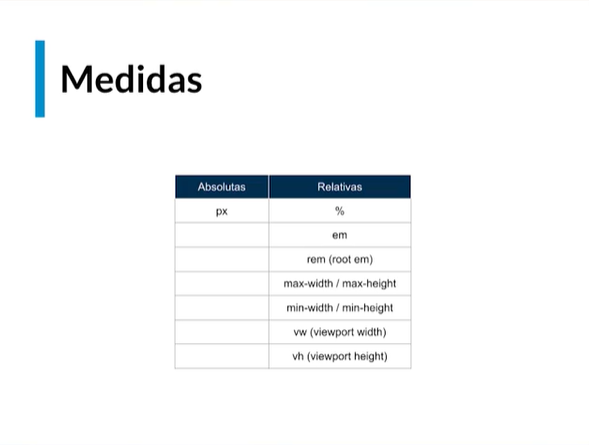 Medidas
Absolutas Relativas
px %
em
rem (root em)
max-width / max-height
min-width / min-height
vw (viewport width)
vh (viewport height)